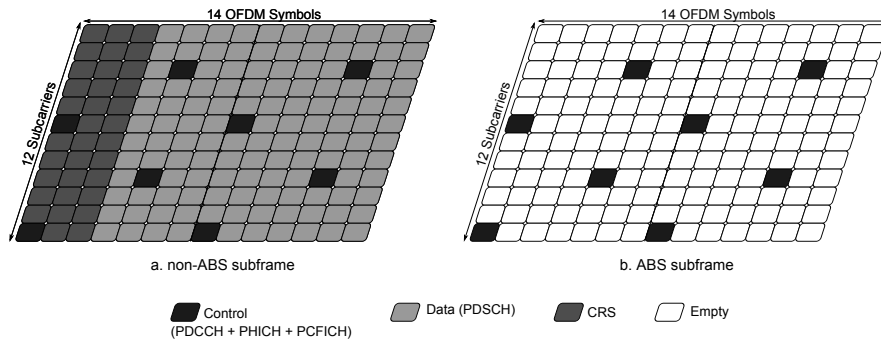 14 OFDM Symbols
12 Subcarriers
a. non-ABS subframe
14 OFDM Symbols
12 Subcarriers
b. ABS subframe
Control
(PDCCH + PHICH + PCFICH)
Data (PDSCH)
CRS
Empty